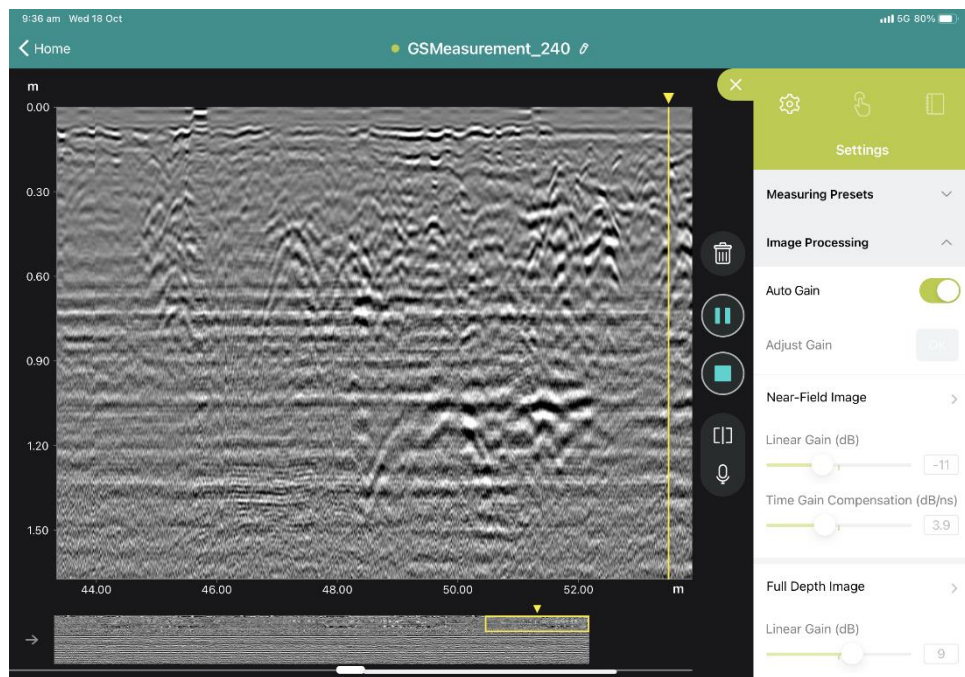 9:36 am Wed 18 Oct
5G 80%
Home
GSMeasurement_240
m
0.00
0.30
0.60
0.90
1.20
1.50
44.00 46.00 48.00 50.00 52.00 m
Settings
Measuring Presets
Image Processing
Auto Gain
Adjust Gain
Near-Field Image
Linear Gain (dB)
-11
Time Gain Compensation (dB/ns)
3.9
Full Depth Image
Linear Gain (dB)
9